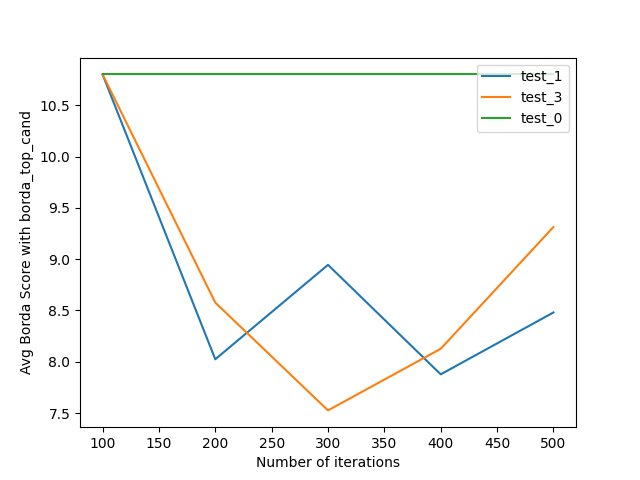 test_1
test_3
test_0
10.5
10.0
9.5
9.0
8.5
8.0
7.5
Avg Borda Score with borda_top_cand
100 150 200 250 300 350 400 450 500
Number of iterations